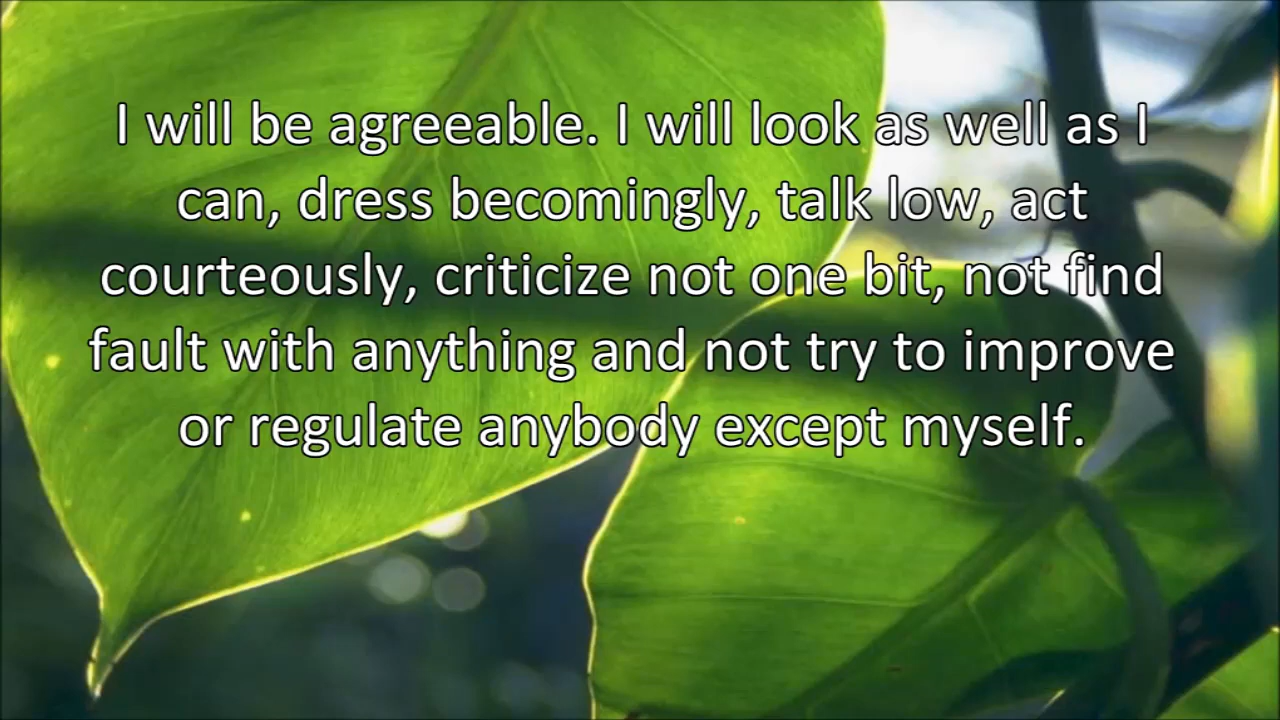 I will be agreeable. I will look as well as I
can, dress becomingly, talk low, act
courteously, criticize not one bit, not find
fault with anything and not try to improve
or regulate anybody except myself.